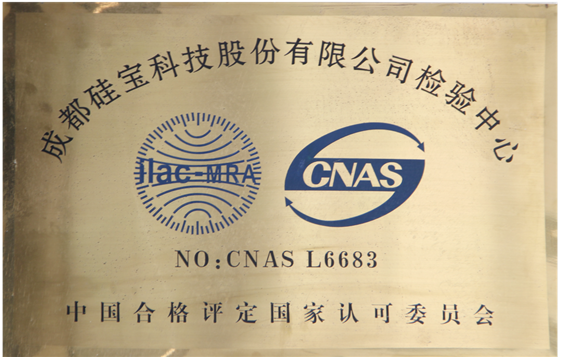 成都硅宝科技股份有限公司检验中心
ilac-MRA
CNAS
NO:CNAS L6683
中国合格评定国家认可委员会